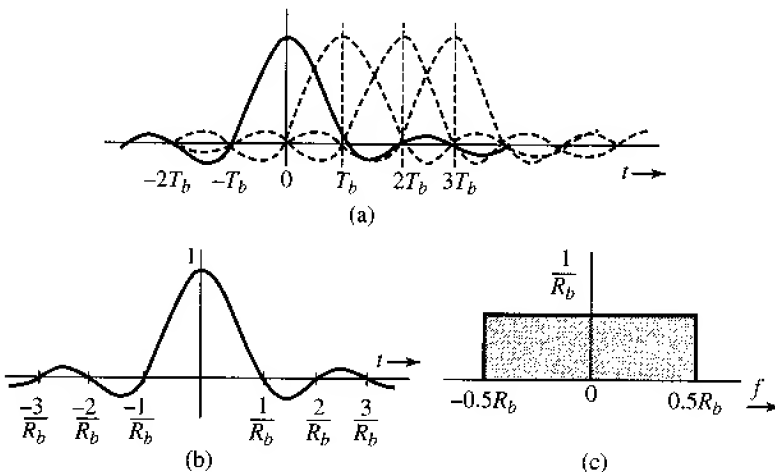 -2T_b -T_b 0 T_b 2T_b 3T_b t →
(a)
1
t →
-3/R_b -2/R_b -1/R_b 1/R_b 2/R_b 3/R_b
(b)
1/R_b
-0.5R_b 0 0.5R_b f →
(c)